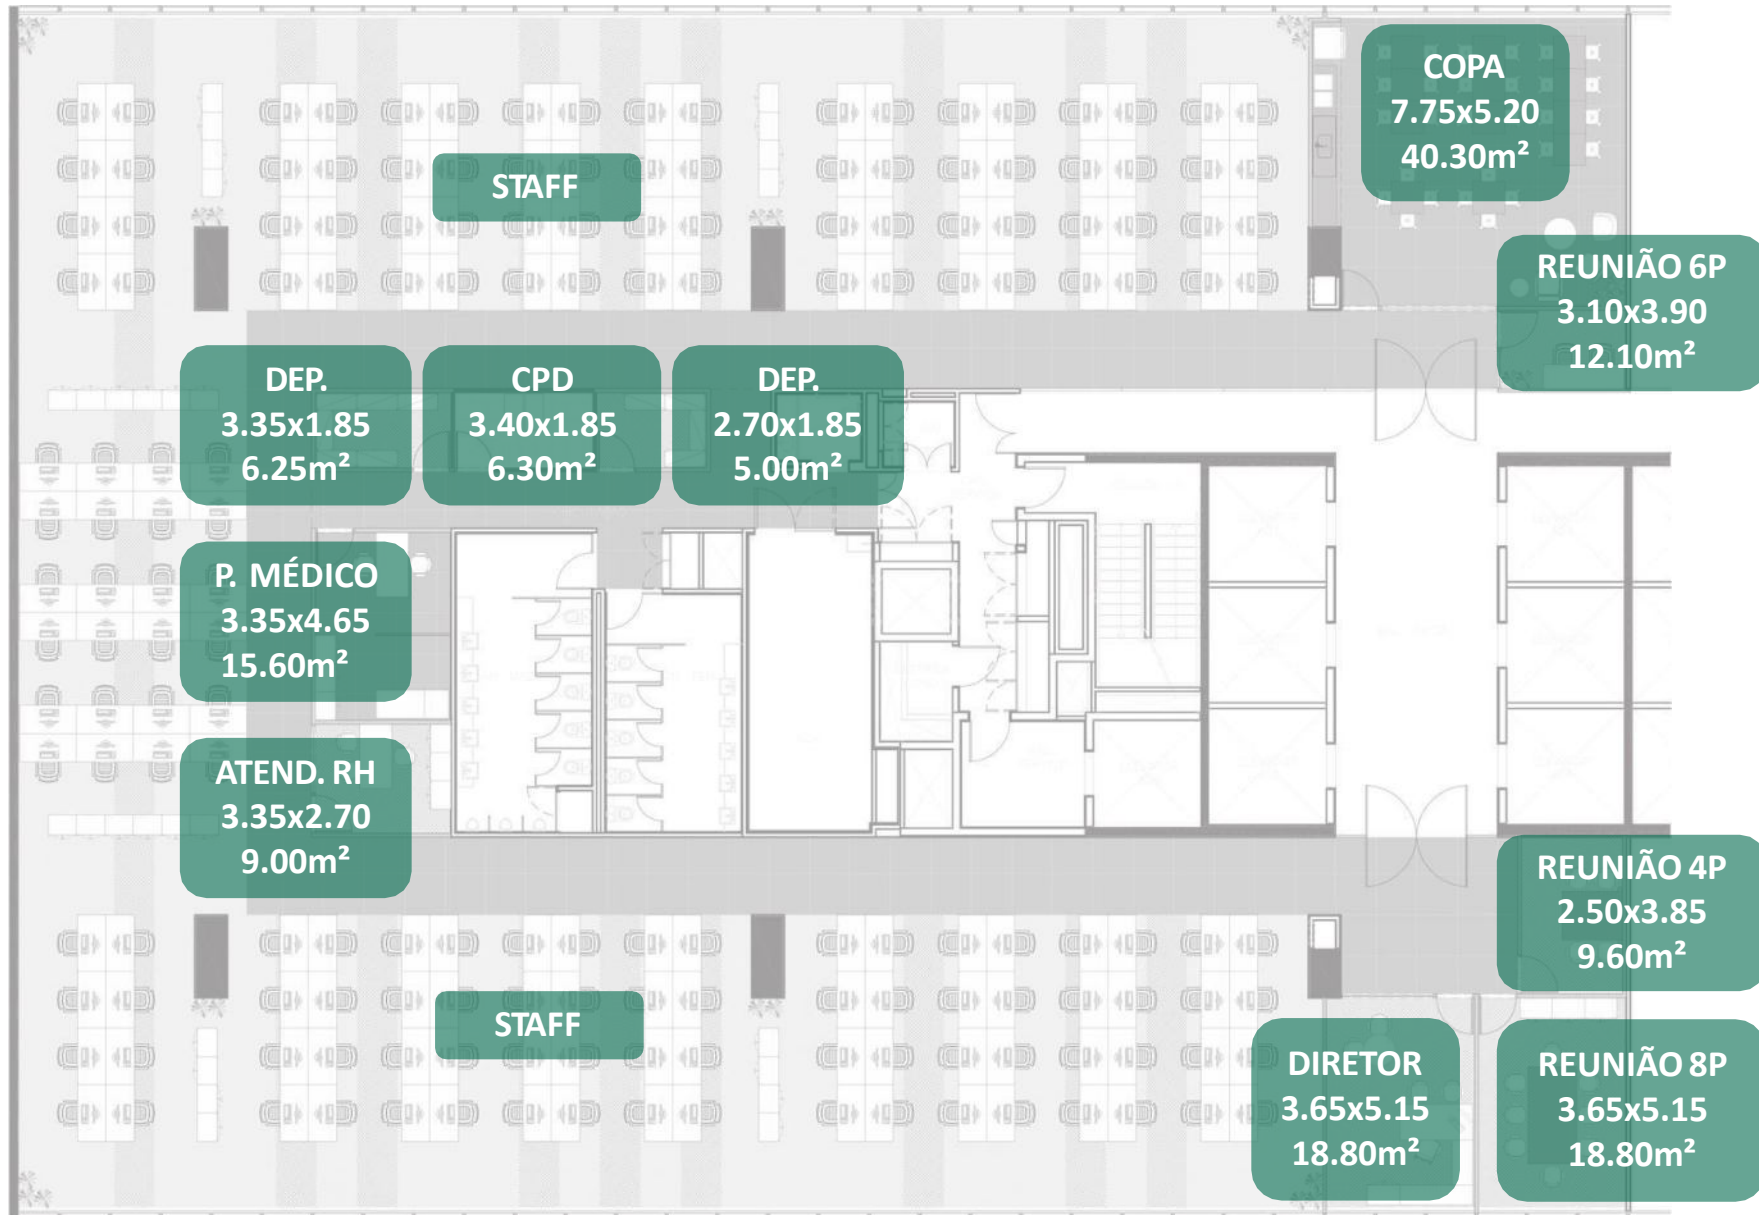 COPA
7.75x5.20
40.30m²
STAFF
REUNIÃO 6P
3.10x3.90
12.10m²
DEP.
3.35x1.85
6.25m²
CPD
3.40x1.85
6.30m²
DEP.
2.70x1.85
5.00m²
P. MÉDICO
3.35x4.65
15.60m²
ATEND. RH
3.35x2.70
9.00m²
REUNIÃO 4P
2.50x3.85
9.60m²
STAFF
DIRETOR
3.65x5.15
18.80m²
REUNIÃO 8P
3.65x5.15
18.80m²